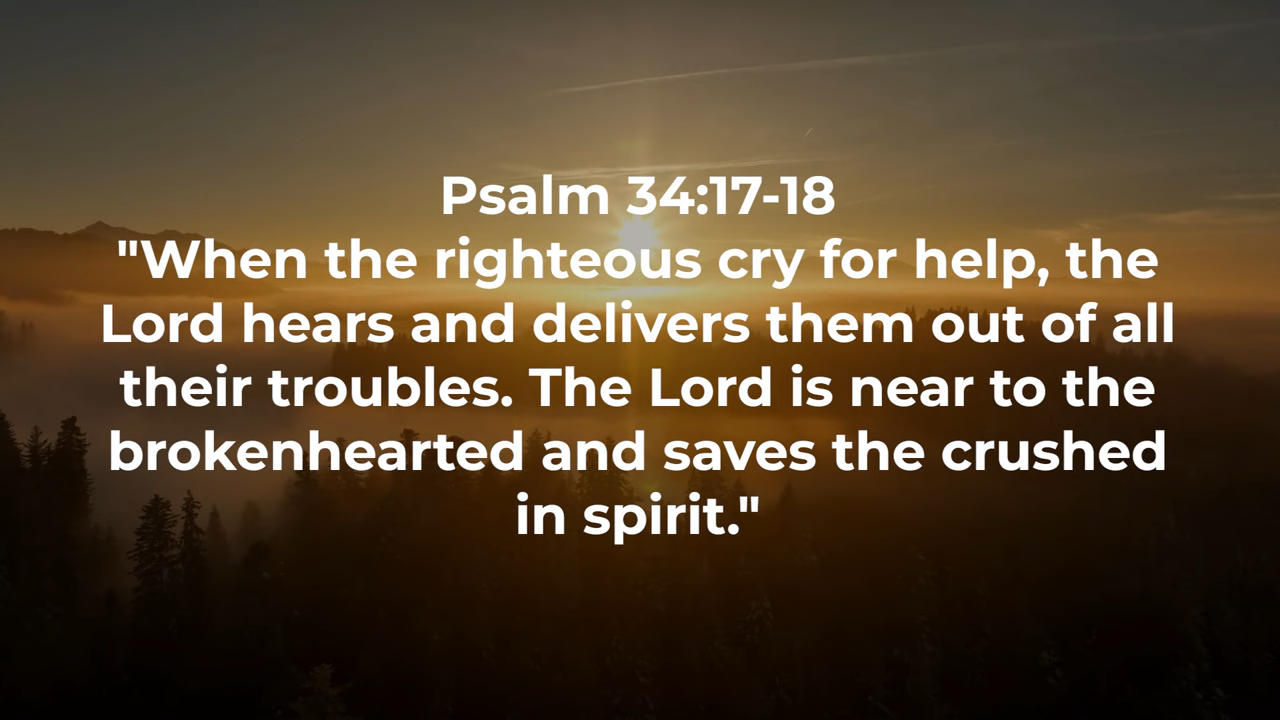 Psalm 34:17-18
"When the righteous cry for help, the
Lord hears and delivers them out of all
their troubles. The Lord is near to the
brokenhearted and saves the crushed
in spirit."